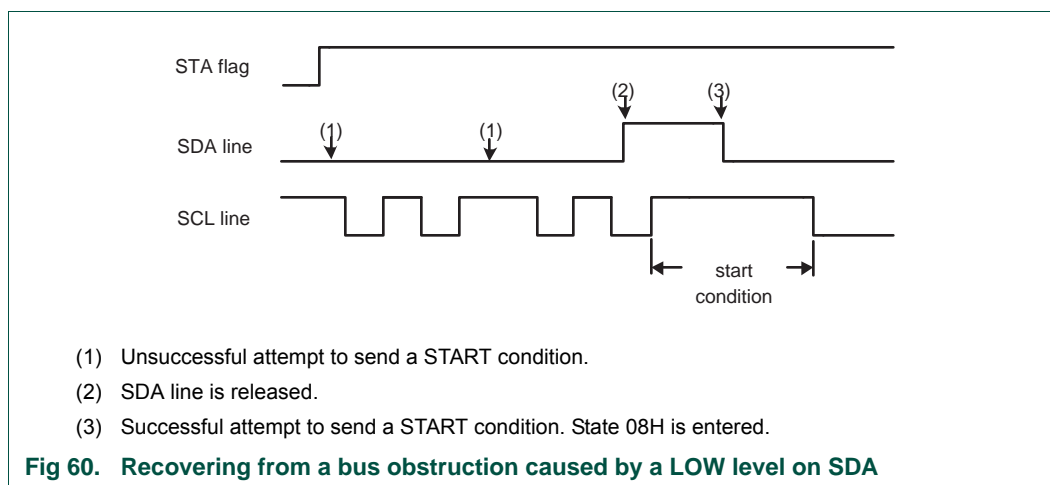 STA flag
(2) (3)
(1) (1)
SDA line
SCL line
start
condition
(1) Unsuccessful attempt to send a START condition.
(2) SDA line is released.
(3) Successful attempt to send a START condition. State 08H is entered.
Fig 60. Recovering from a bus obstruction caused by a LOW level on SDA